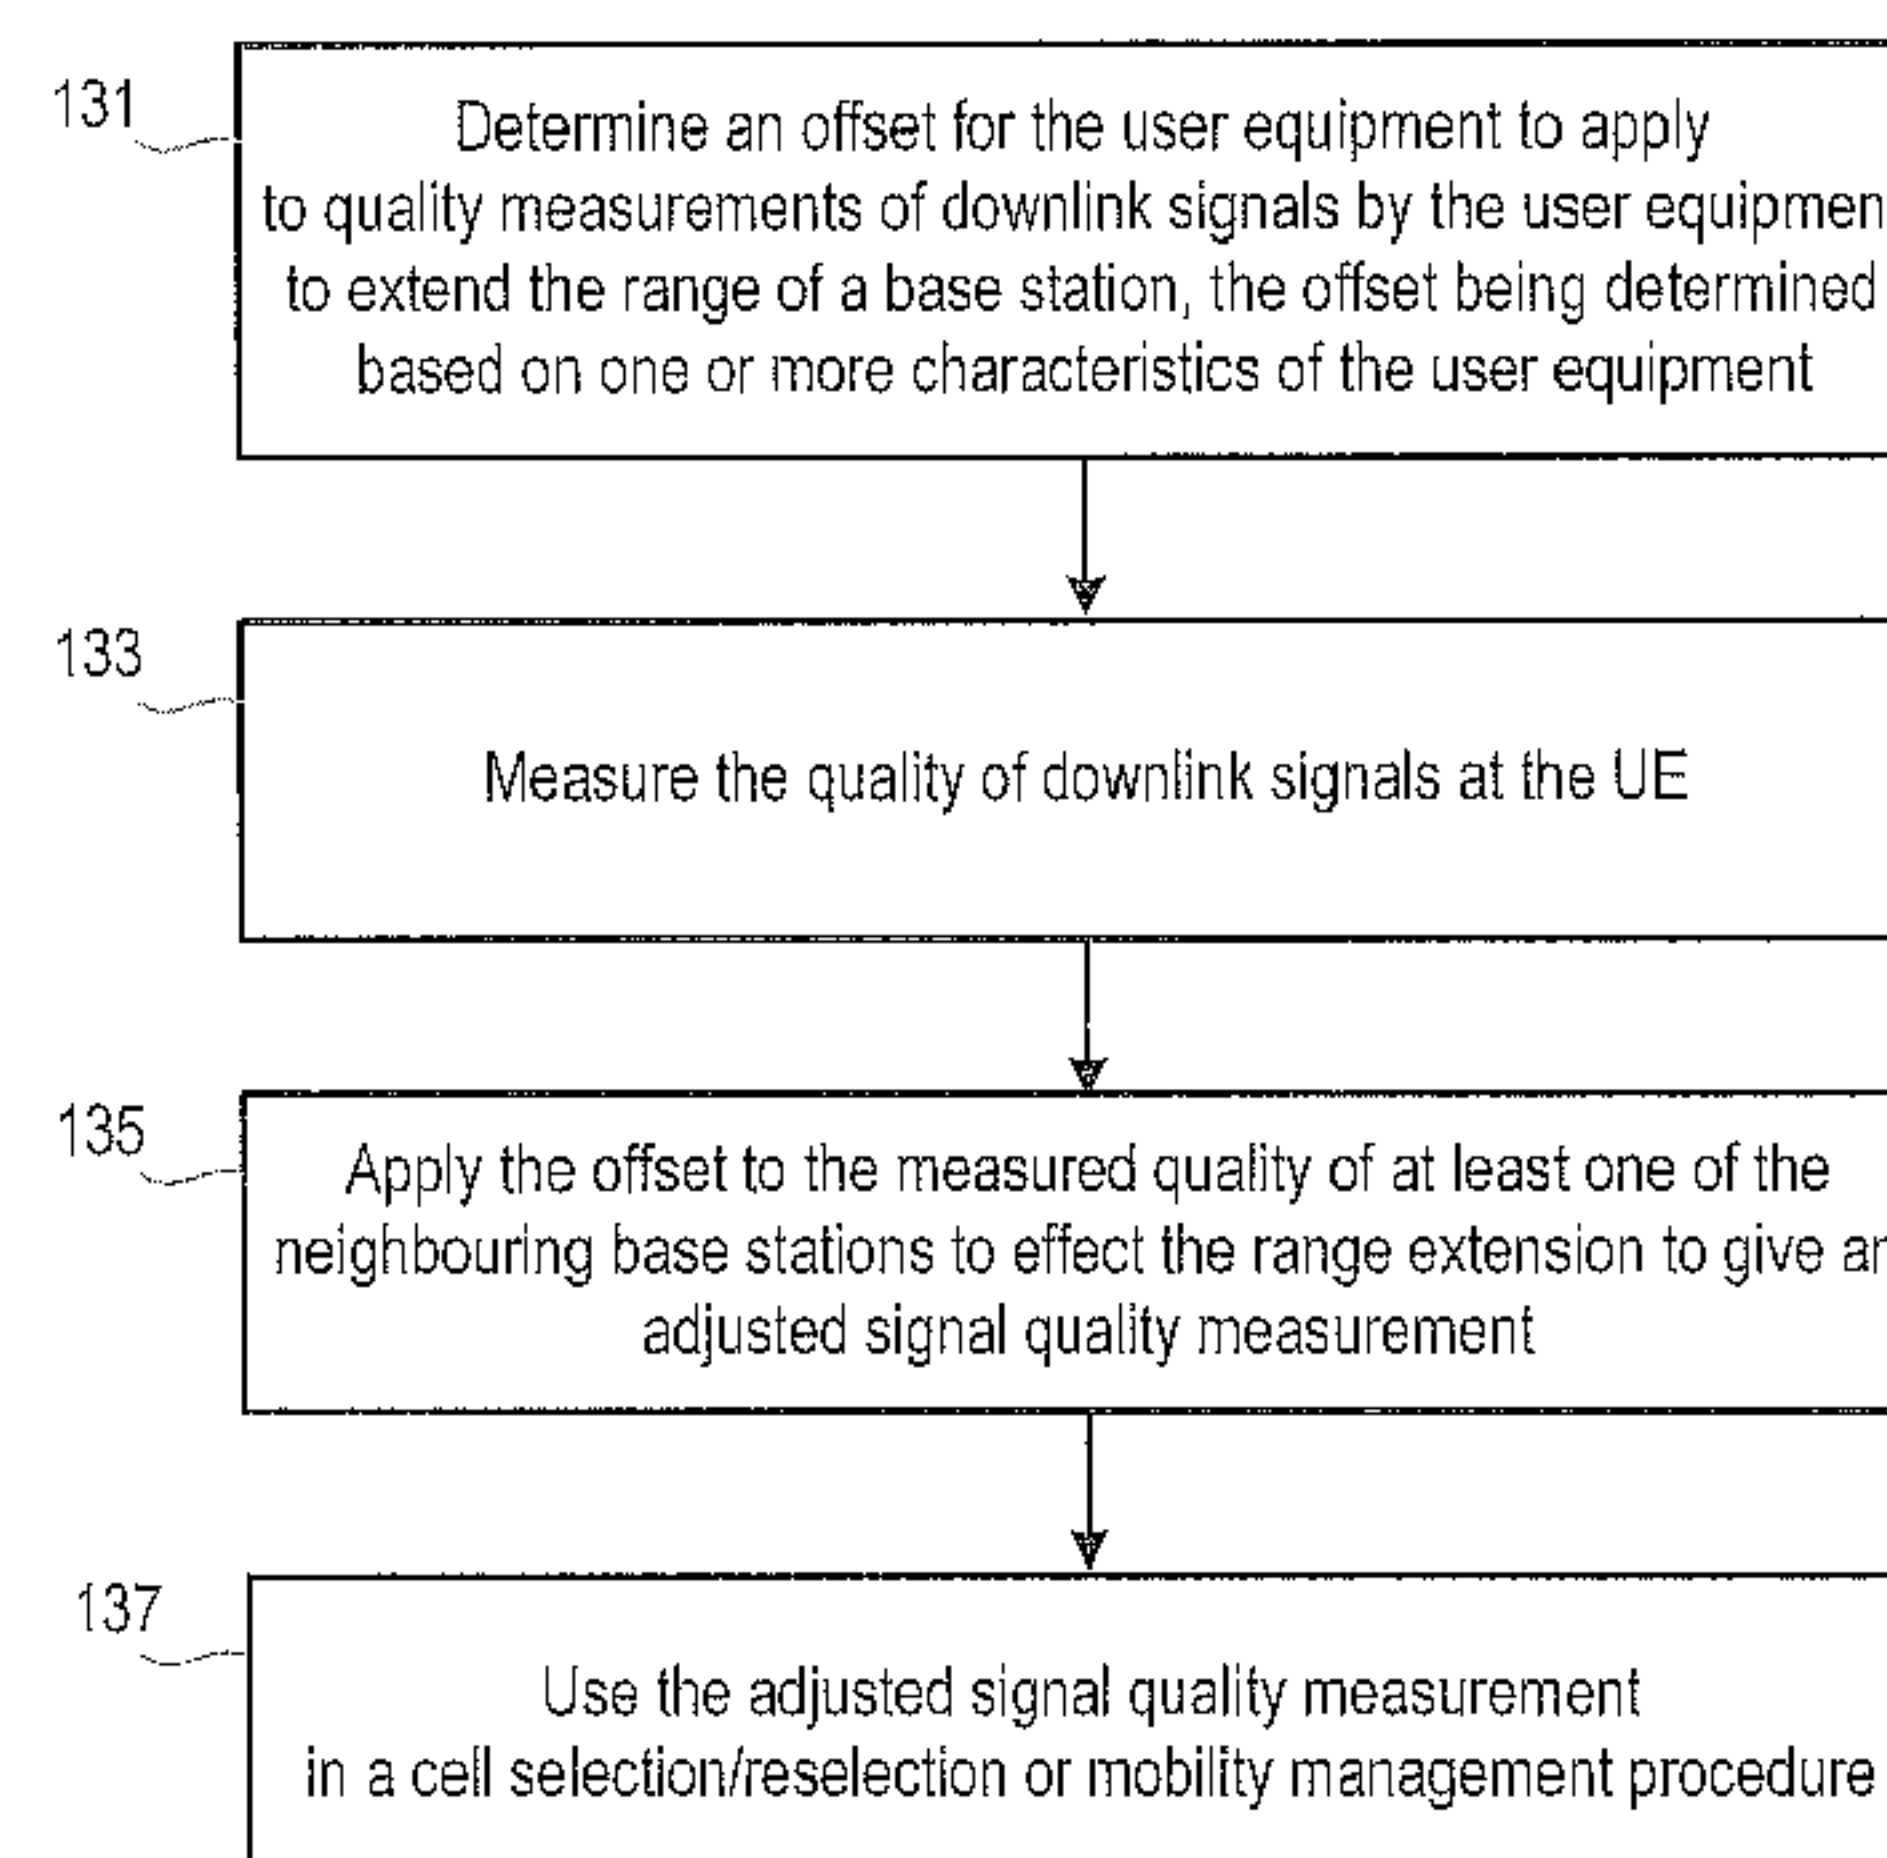 131
Determine an offset for the user equipment to apply
to quality measurements of downlink signals by the user equipmen
to extend the range of a base station, the offset being determined
based on one or more characteristics of the user equipment
133
Measure the quality of downlink signals at the UE
135
Apply the offset to the measured quality of at least one of the
neighbouring base stations to effect the range extension to give an
adjusted signal quality measurement
137
Use the adjusted signal quality measurement
in a cell selection/reselection or mobility management procedure